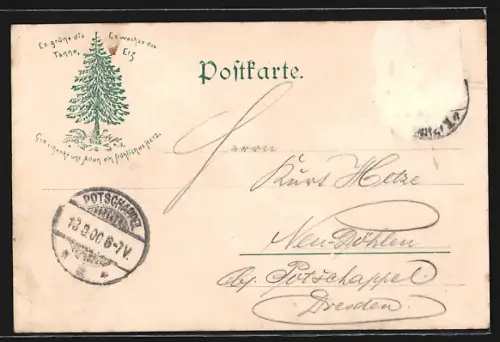 Es grüne die Tanne,
Es wachse das Erz
Gott schenke uns Allen ein fröhliches Herz.
Postkarte.
Herrn
Kurt Hotze
Neu-Döhlen
Potschappel
Dresden.
POTSCHAPPEL
13.9.00 6-7V.